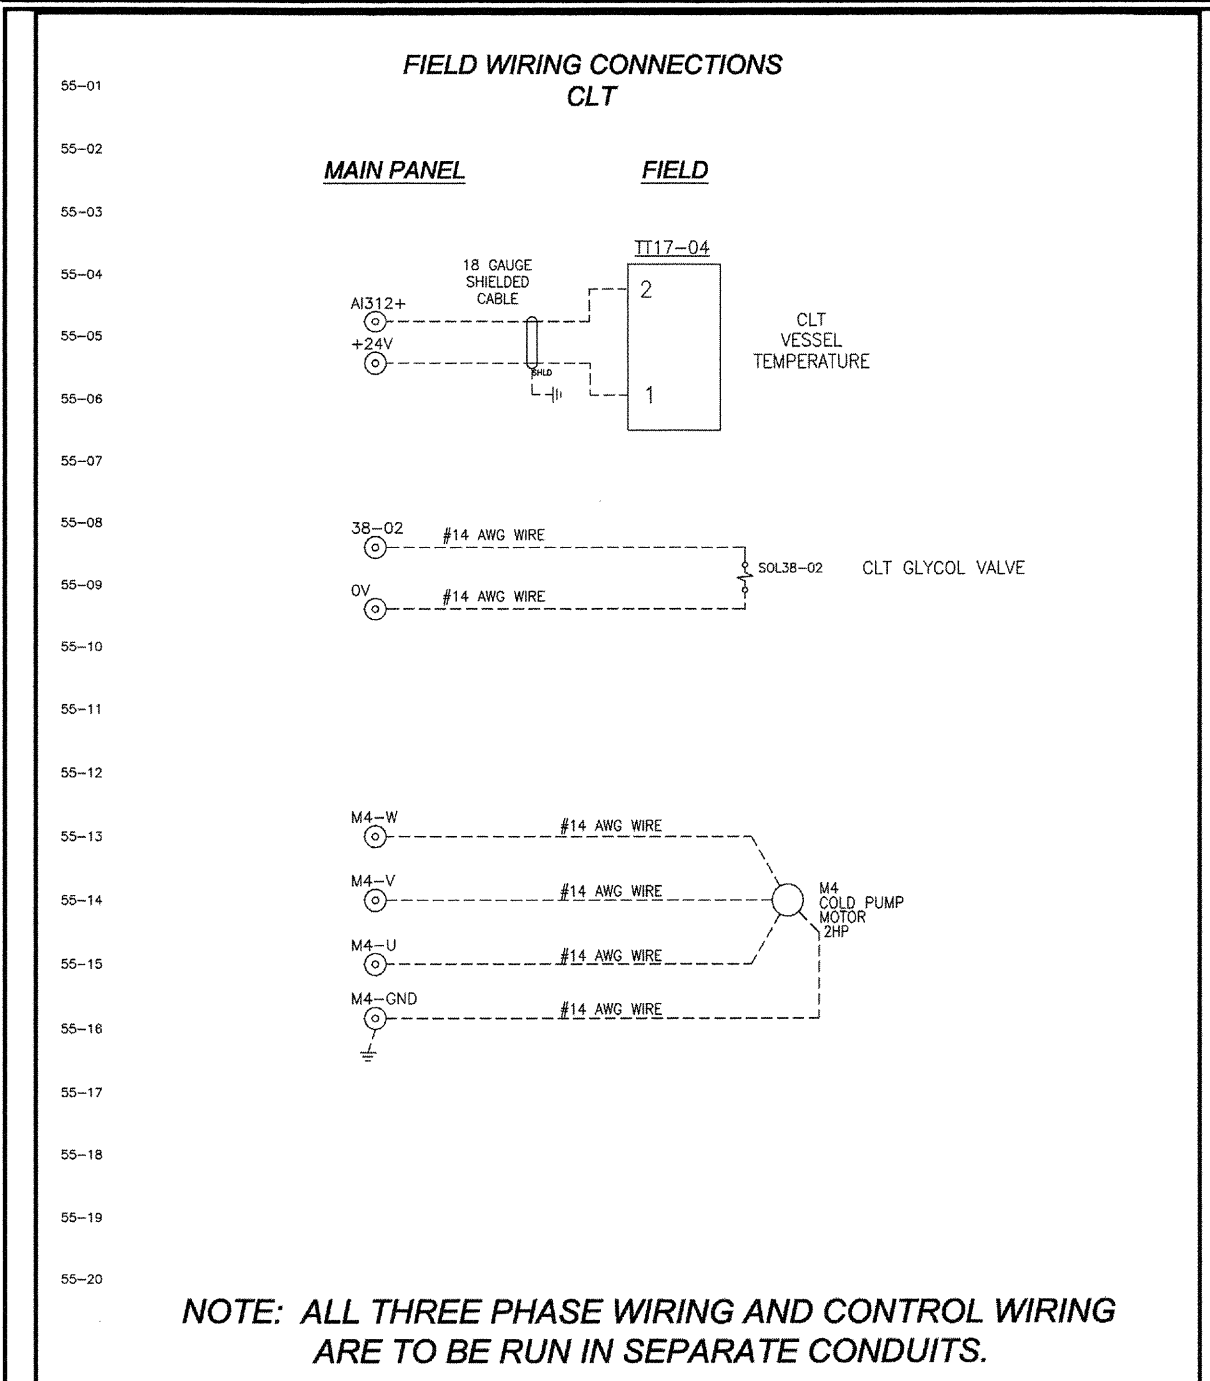 FIELD WIRING CONNECTIONS
CLT
55-01
55-02
MAIN PANEL FIELD
55-03
TT17-04
55-04
18 GAUGE
SHIELDED
CABLE
2
AI312+
CLT
VESSEL
TEMPERATURE
55-05
+24V
SHLD
55-06
1
55-07
55-08
38-02
#14 AWG WIRE
SOL38-02
CLT GLYCOL VALVE
55-09
0V
#14 AWG WIRE
55-10
55-11
55-12
M4-W
#14 AWG WIRE
55-13
M4-V
#14 AWG WIRE
55-14
M4
COLD PUMP
MOTOR
2HP
M4-U
#14 AWG WIRE
55-15
M4-GND
#14 AWG WIRE
55-16
55-17
55-18
55-19
55-20
NOTE: ALL THREE PHASE WIRING AND CONTROL WIRING
ARE TO BE RUN IN SEPARATE CONDUITS.